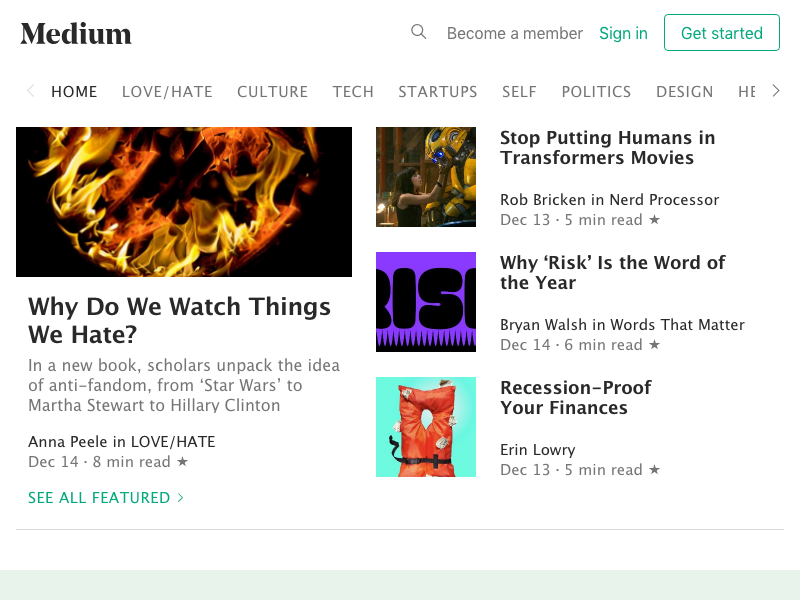 Medium
Become a member
Sign in
Get started
HOME
LOVE/HATE
CULTURE
TECH
STARTUPS
SELF
POLITICS
DESIGN
HE
Why Do We Watch Things
We Hate?
In a new book, scholars unpack the idea
of anti-fandom, from ‘Star Wars’ to
Martha Stewart to Hillary Clinton
Anna Peele in LOVE/HATE
Dec 14 · 8 min read ★
SEE ALL FEATURED
Stop Putting Humans in
Transformers Movies
Rob Bricken in Nerd Processor
Dec 13 · 5 min read ★
RISK
Why ‘Risk’ Is the Word of
the Year
Bryan Walsh in Words That Matter
Dec 14 · 6 min read ★
Recession-Proof
Your Finances
Erin Lowry
Dec 13 · 5 min read ★